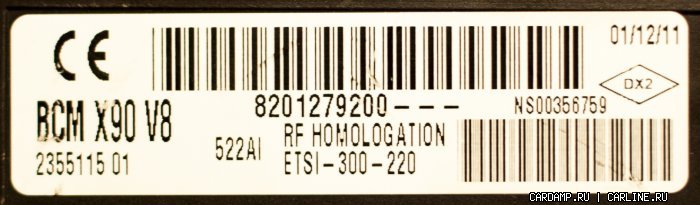 CE
01/12/11
DX2
8201279200---
NS00356759
BCM X90 V8
2355115 01
522AI
RF HOMOLOGATION
ETSI-300-220
CARDAMP.RU | CARLINE.RU